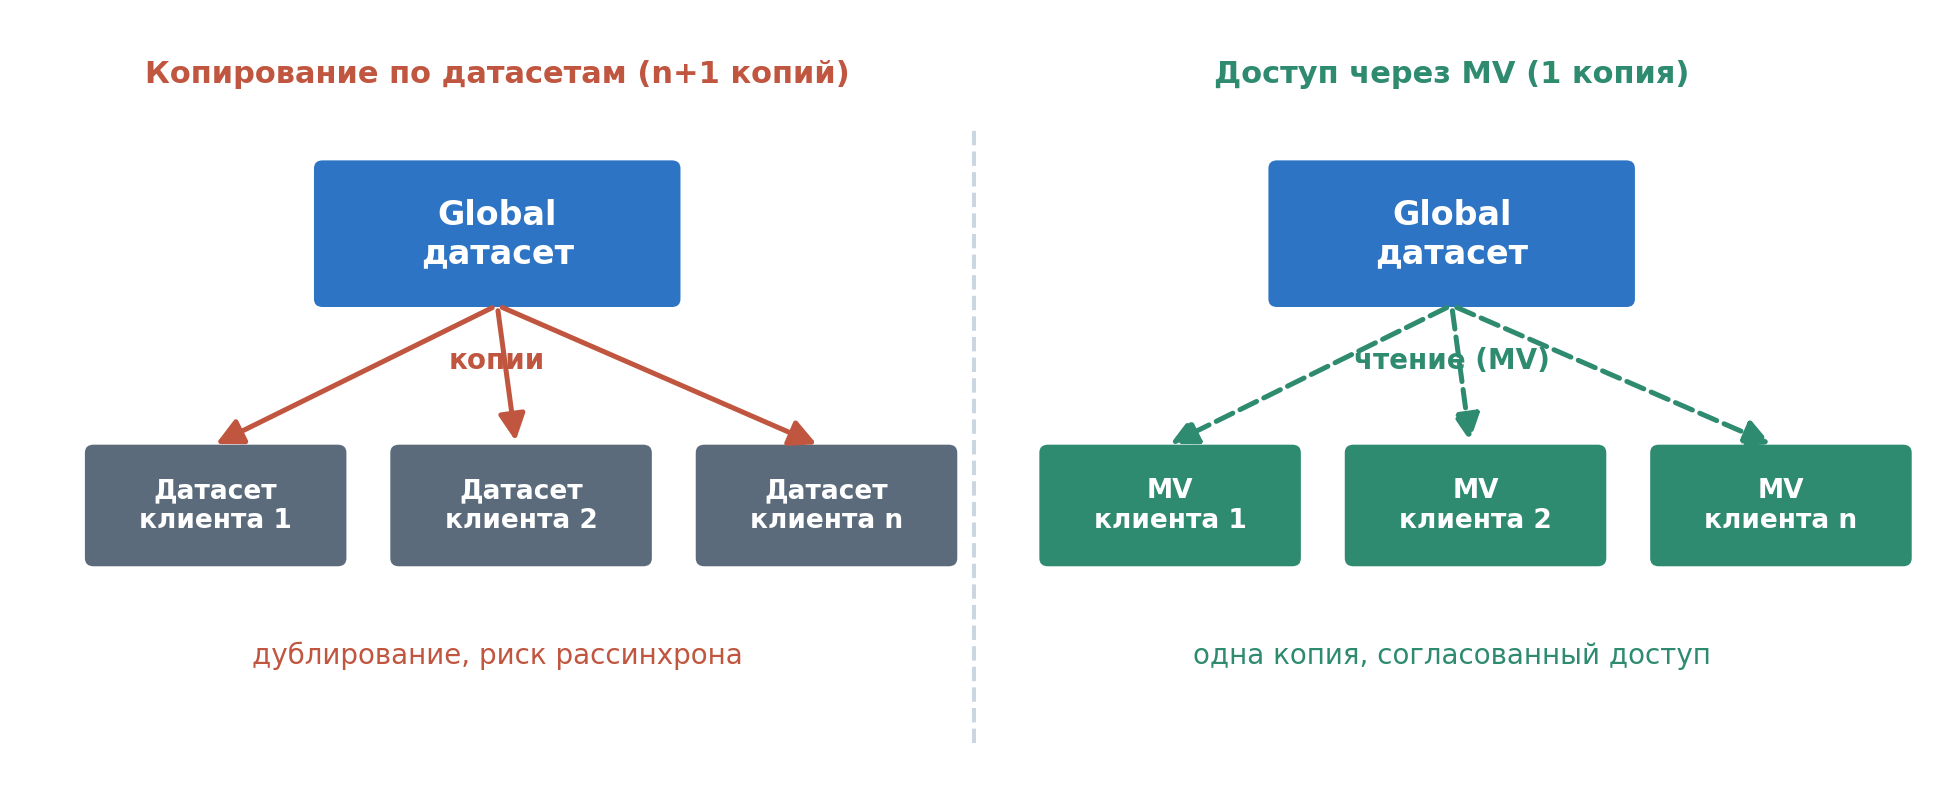 Копирование по датасетам (n+1 копий)
Global
датасет
копии
Датасет
клиента 1
Датасет
клиента 2
Датасет
клиента n
дублирование, риск рассинхрона
Доступ через MV (1 копия)
Global
датасет
чтение (MV)
MV
клиента 1
MV
клиента 2
MV
клиента n
одна копия, согласованный доступ